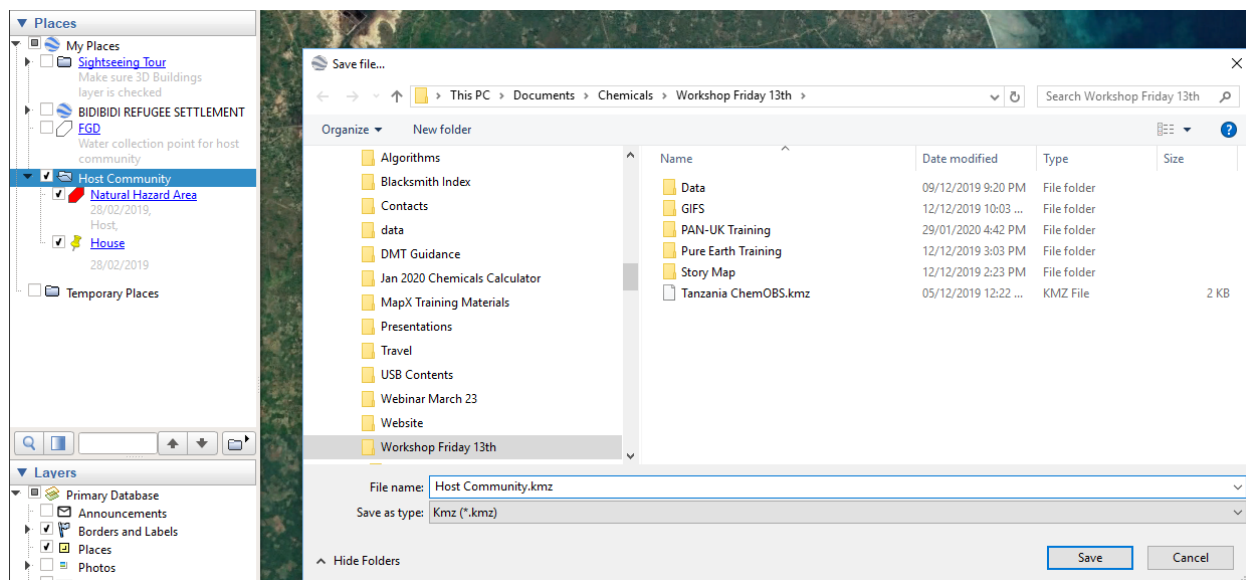 Places
My Places
Sightseeing Tour
Make sure 3D Buildings
layer is checked
BIDIBIDI REFUGEE SETTLEMENT
FGD
Water collection point for host
community
Host Community
Natural Hazard Area
28/02/2019,
Host,
House
28/02/2019
Temporary Places
Layers
Primary Database
Announcements
Borders and Labels
Places
Photos
Save file...
This PC > Documents > Chemicals > Workshop Friday 13th >
Search Workshop Friday 13th
Organize
New folder
Algorithms
Blacksmith Index
Contacts
data
DMT Guidance
Jan 2020 Chemicals Calculator
MapX Training Materials
Presentations
Travel
USB Contents
Webinar March 23
Website
Workshop Friday 13th
Name Date modified Type Size
Data 09/12/2019 9:20 PM File folder
GIFS 12/12/2019 10:03 ... File folder
PAN-UK Training 29/01/2020 4:42 PM File folder
Pure Earth Training 12/12/2019 3:03 PM File folder
Story Map 12/12/2019 2:23 PM File folder
Tanzania ChemOBS.kmz 05/12/2019 12:22 ... KMZ File 2 KB
File name: Host Community.kmz
Save as type: Kmz (*.kmz)
Hide Folders
Save
Cancel